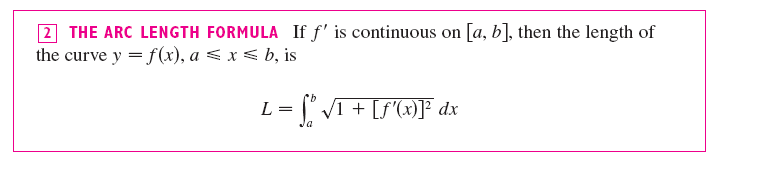 2 THE ARC LENGTH FORMULA If f′ is continuous on [a, b], then the length of
the curve y = f(x), a ≤ x ≤ b, is
L = ∫ₐᵇ √(1 + [f′(x)]²) dx